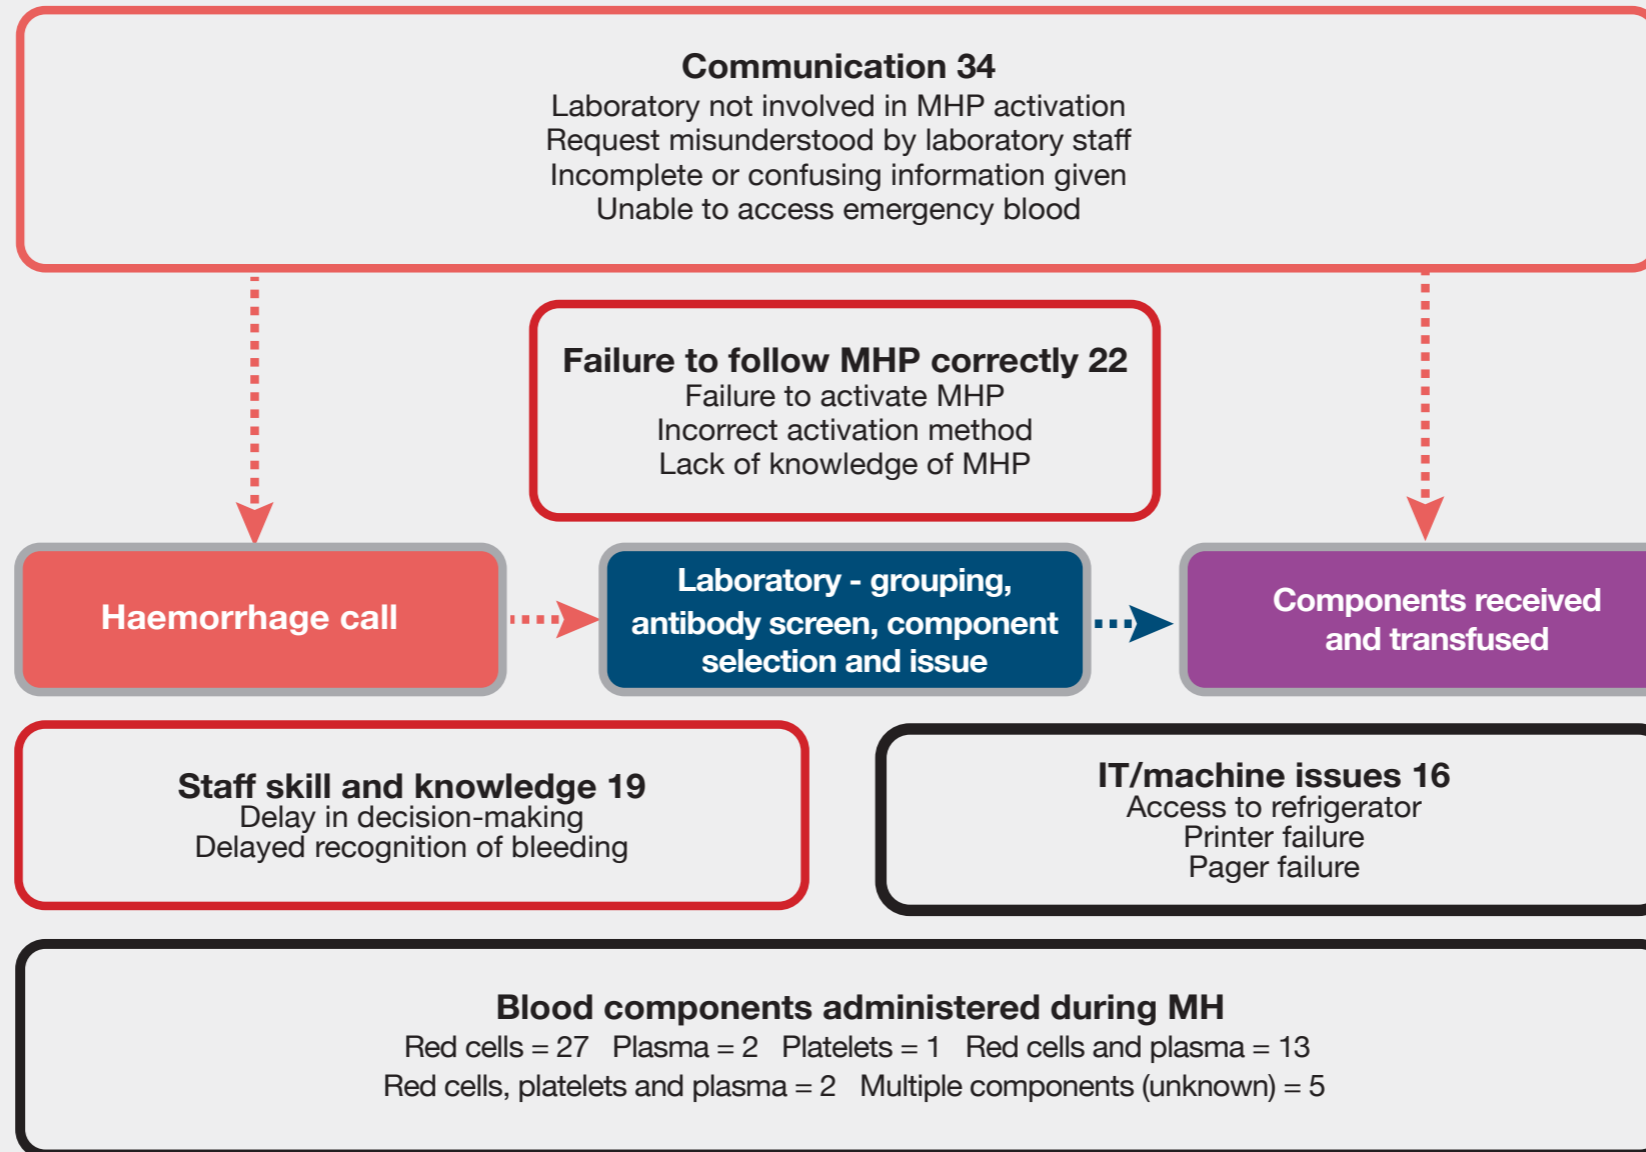 Communication 34
Laboratory not involved in MHP activation
Request misunderstood by laboratory staff
Incomplete or confusing information given
Unable to access emergency blood
Failure to follow MHP correctly 22
Failure to activate MHP
Incorrect activation method
Lack of knowledge of MHP
Haemorrhage call
Laboratory - grouping,
antibody screen, component
selection and issue
Components received
and transfused
Staff skill and knowledge 19
Delay in decision-making
Delayed recognition of bleeding
IT/machine issues 16
Access to refrigerator
Printer failure
Pager failure
Blood components administered during MH
Red cells = 27 Plasma = 2 Platelets = 1 Red cells and plasma = 13
Red cells, platelets and plasma = 2 Multiple components (unknown) = 5